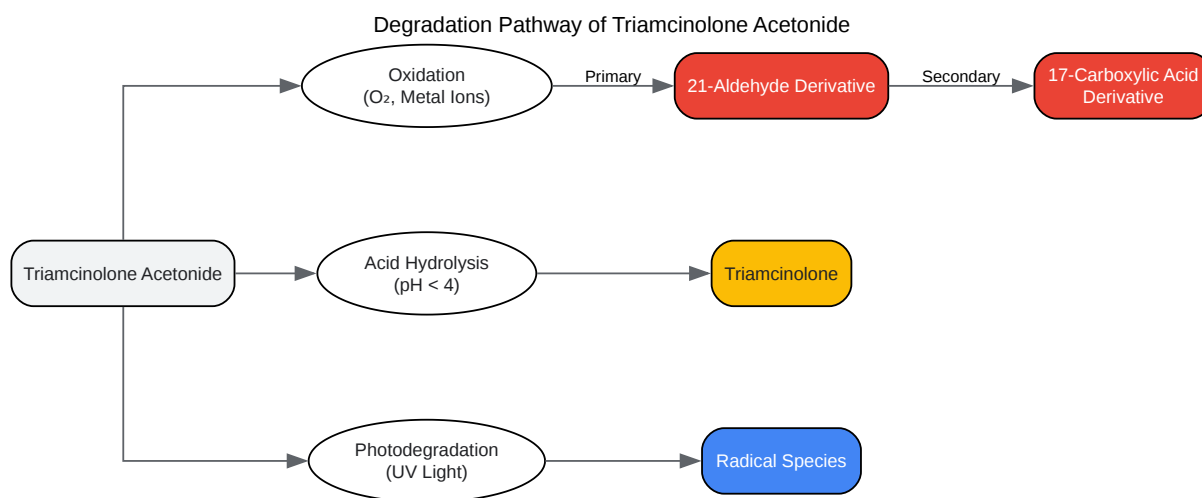 Degradation Pathway of Triamcinolone Acetonide
Oxidation
(O₂, Metal Ions)
Primary
21-Aldehyde Derivative
Secondary
17-Carboxylic Acid
Derivative
Triamcinolone Acetonide
Acid Hydrolysis
(pH < 4)
Triamcinolone
Photodegradation
(UV Light)
Radical Species